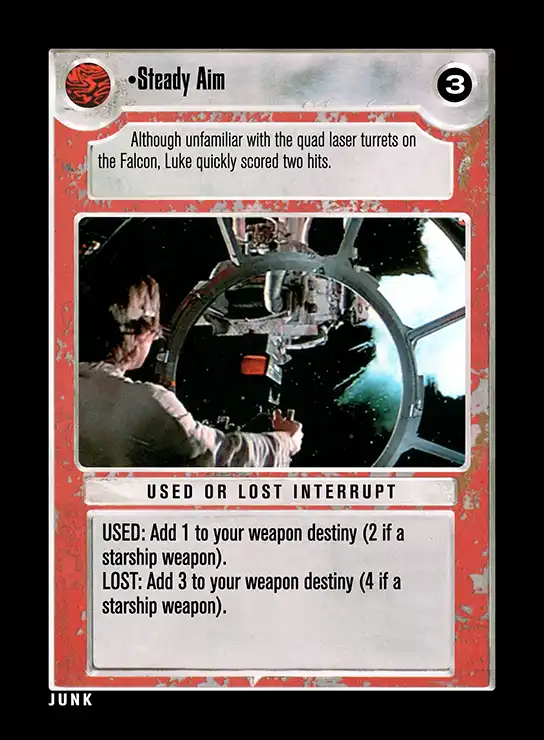 •Steady Aim
3
Although unfamiliar with the quad laser turrets on
the Falcon, Luke quickly scored two hits.
USED OR LOST INTERRUPT
USED: Add 1 to your weapon destiny (2 if a
starship weapon).
LOST: Add 3 to your weapon destiny (4 if a
starship weapon).
JUNK